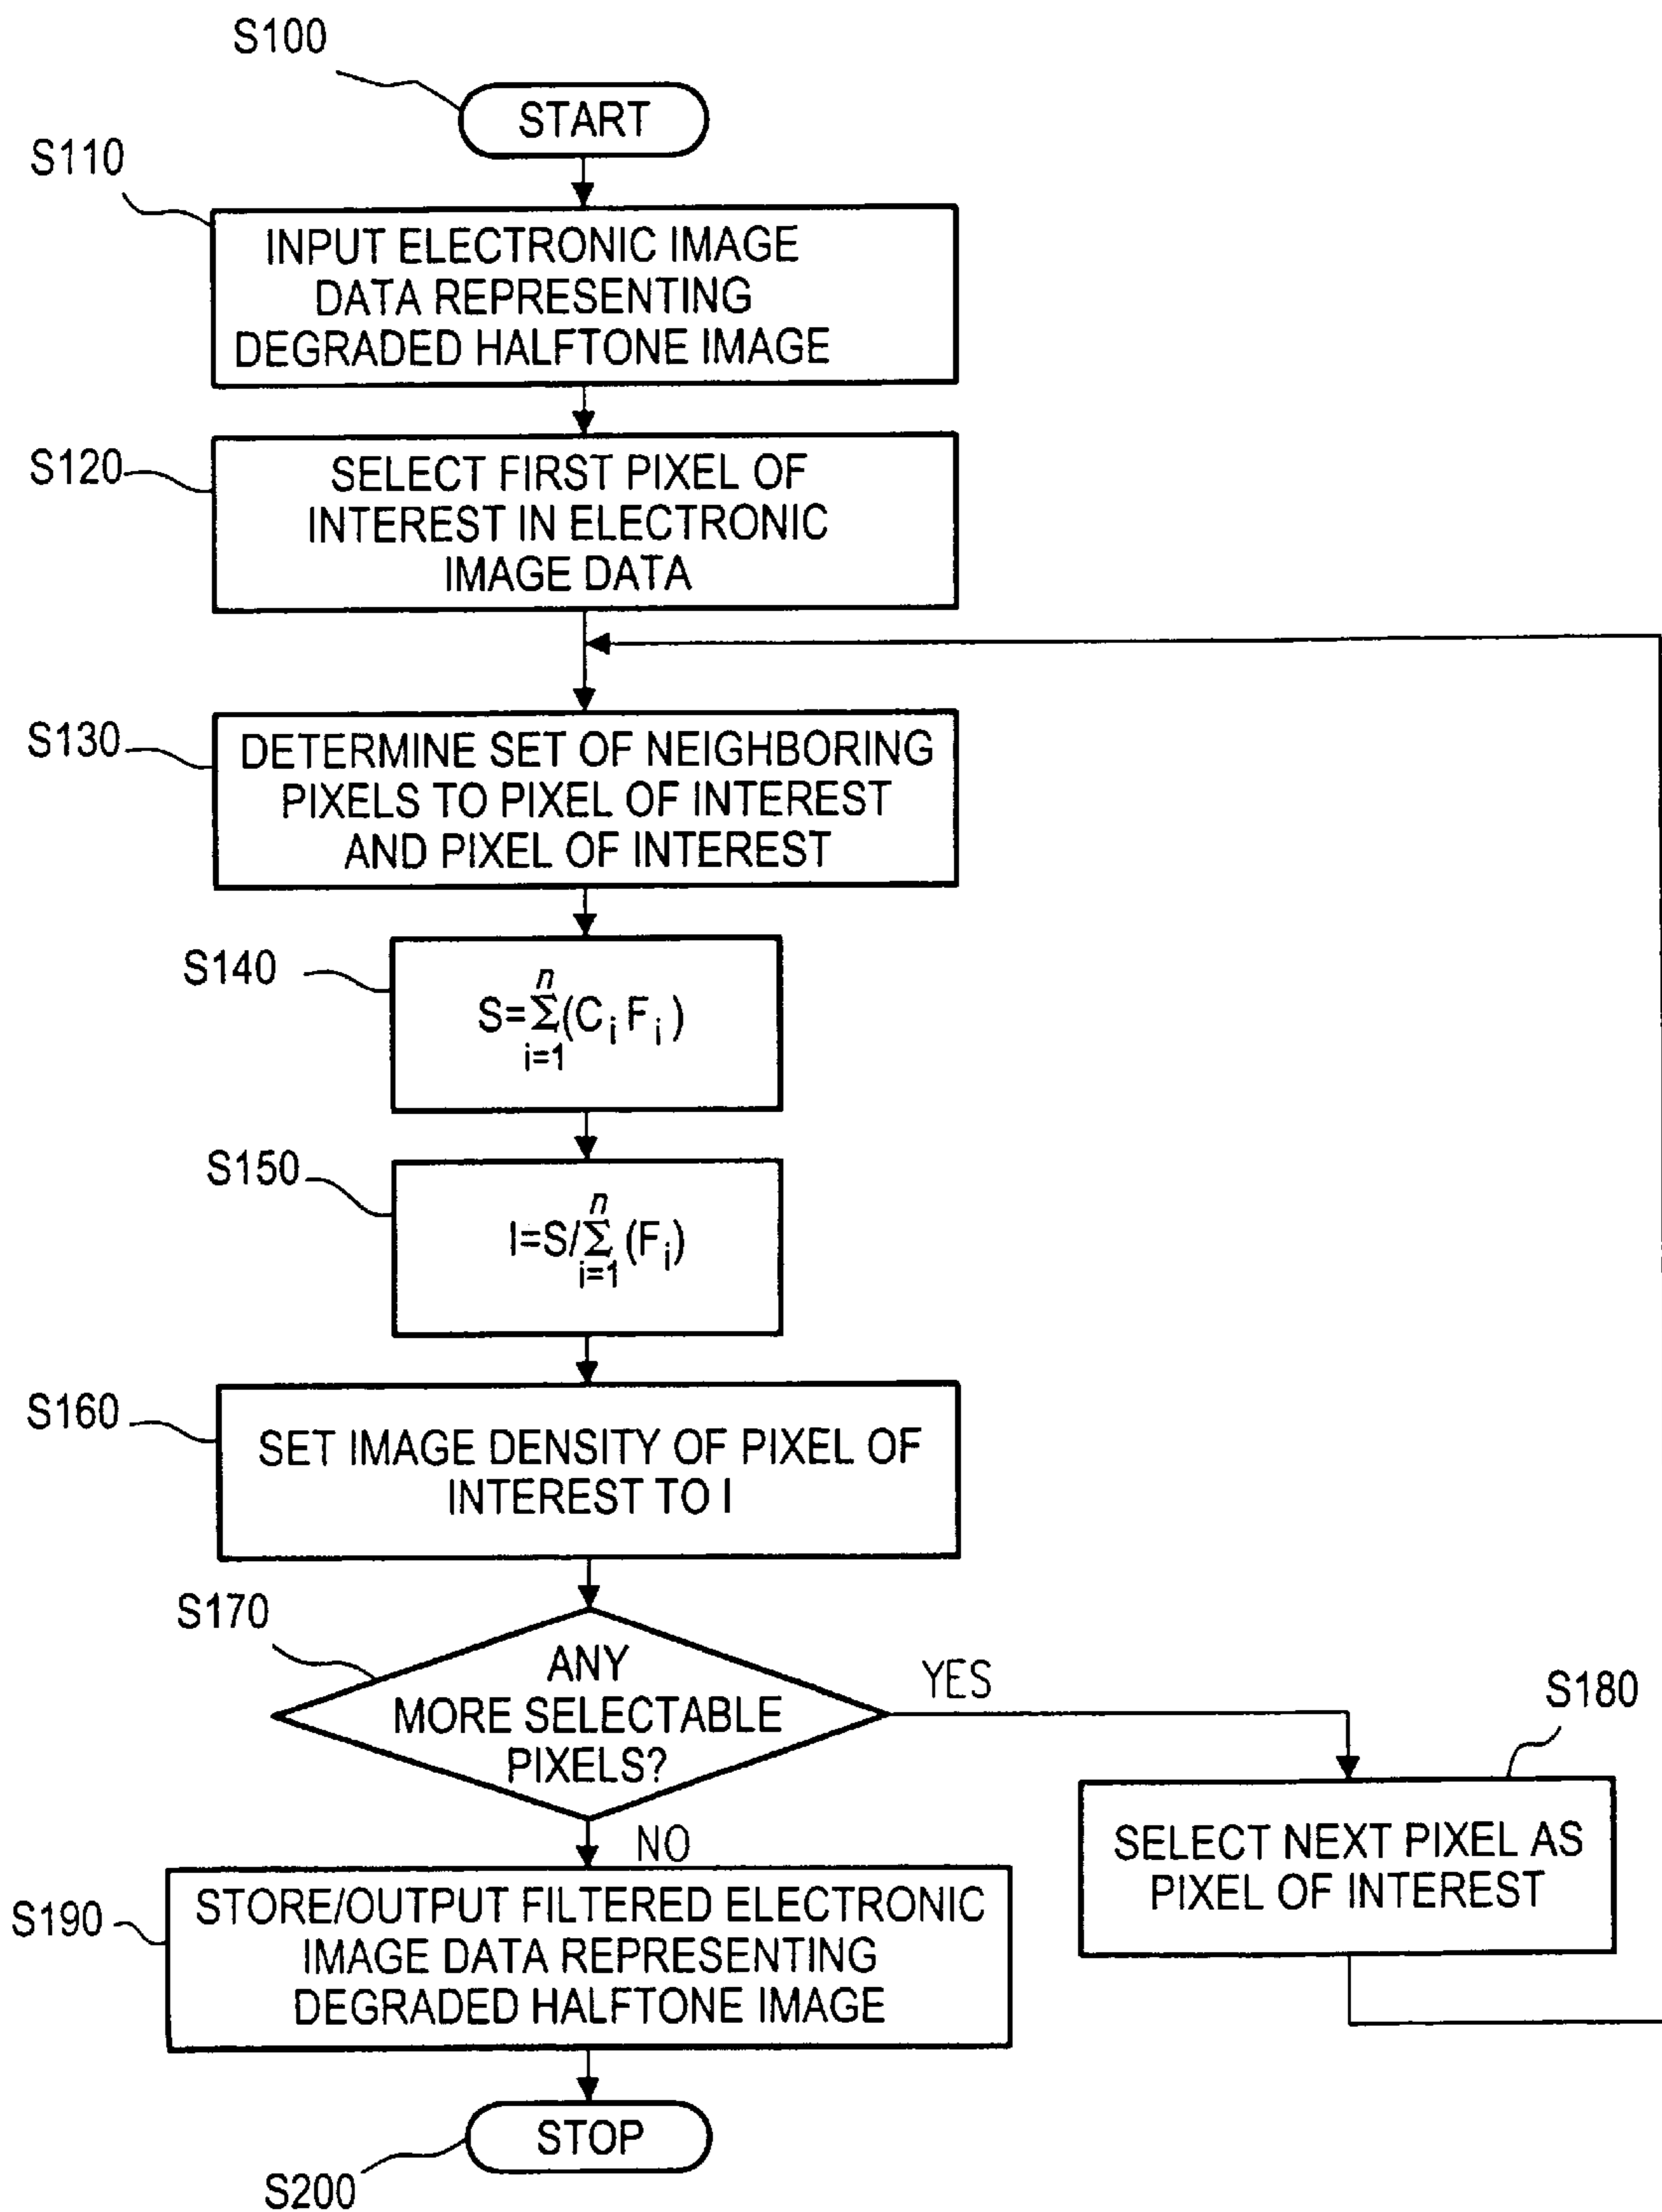 S100
START
S110
INPUT ELECTRONIC IMAGE
DATA REPRESENTING
DEGRADED HALFTONE IMAGE
S120
SELECT FIRST PIXEL OF
INTEREST IN ELECTRONIC
IMAGE DATA
S130
DETERMINE SET OF NEIGHBORING
PIXELS TO PIXEL OF INTEREST
AND PIXEL OF INTEREST
S140
n
S=Σ(C i F i )
i=1
S150
n
I=S/Σ (F i)
i=1
S160
SET IMAGE DENSITY OF PIXEL OF
INTEREST TO I
S170
ANY
MORE SELECTABLE
PIXELS?
YES
S180
SELECT NEXT PIXEL AS
PIXEL OF INTEREST
NO
S190
STORE/OUTPUT FILTERED ELECTRONIC
IMAGE DATA REPRESENTING
DEGRADED HALFTONE IMAGE
STOP
S200